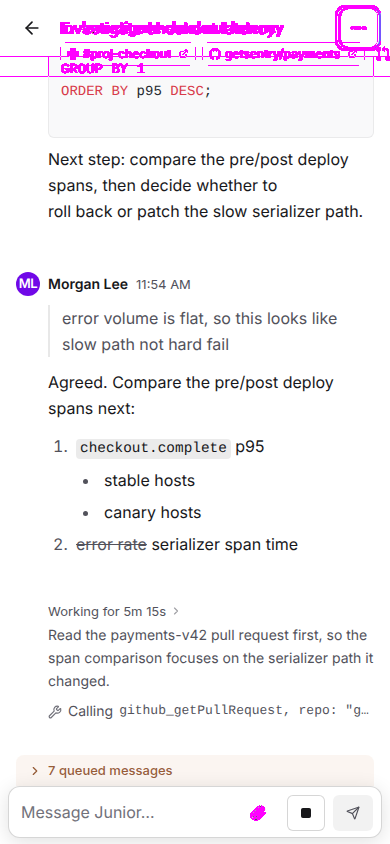 #proj-checkout getsentry/payments
GROUP BY 1
ORDER BY p95 DESC;
Next step: compare the pre/post deploy
spans, then decide whether to
roll back or patch the slow serializer path.
ML Morgan Lee 11:54 AM
error volume is flat, so this looks like
slow path not hard fail
Agreed. Compare the pre/post deploy
spans next:
1. checkout.complete p95
• stable hosts
• canary hosts
2. error rate serializer span time
Working for 5m 15s
Read the payments-v42 pull request first, so the
span comparison focuses on the serializer path it
changed.
Calling github_getPullRequest, repo: "g…
7 queued messages
Message Junior...